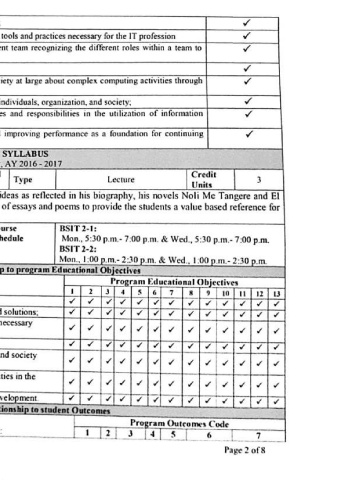 ✓
tools and practices necessary for the IT profession ✓
nt team recognizing the different roles within a team to ✓
✓
iety at large about complex computing activities through ✓
ndividuals, organization, and society; ✓
es and responsibilities in the utilization of information ✓
improving performance as a foundation for continuing ✓
SYLLABUS
, AY 2016 - 2017
Type Lecture Credit Units 3
ideas as reflected in his biography, his novels Noli Me Tangere and El
of essays and poems to provide the students a value based reference for
urse BSIT 2-1:
hedule Mon., 5:30 p.m.- 7:00 p.m. & Wed., 5:30 p.m.- 7:00 p.m.
BSIT 2-2:
Mon., 1:00 p.m.- 2:30 p.m. & Wed., 1:00 p.m.- 2:30 p.m.
p to program Educational Objectives
Program Educational Objectives
1 2 3 4 5 6 7 8 9 10 11 12 13
✓ ✓ ✓ ✓ ✓ ✓ ✓ ✓ ✓ ✓ ✓ ✓ ✓
solutions; ✓ ✓ ✓ ✓ ✓ ✓ ✓ ✓ ✓ ✓ ✓ ✓ ✓
necessary ✓ ✓ ✓ ✓ ✓ ✓ ✓ ✓ ✓ ✓ ✓ ✓ ✓
✓ ✓ ✓ ✓ ✓ ✓ ✓ ✓ ✓ ✓ ✓ ✓ ✓
nd society ✓ ✓ ✓ ✓ ✓ ✓ ✓ ✓ ✓ ✓ ✓ ✓ ✓
ties in the ✓ ✓ ✓ ✓ ✓ ✓ ✓ ✓ ✓ ✓ ✓ ✓ ✓
velopment ✓ ✓ ✓ ✓ ✓ ✓ ✓ ✓ ✓ ✓ ✓ ✓ ✓
ionship to student Outcomes
Program Outcomes Code
1 2 3 4 5 6 7
Page 2 of 8